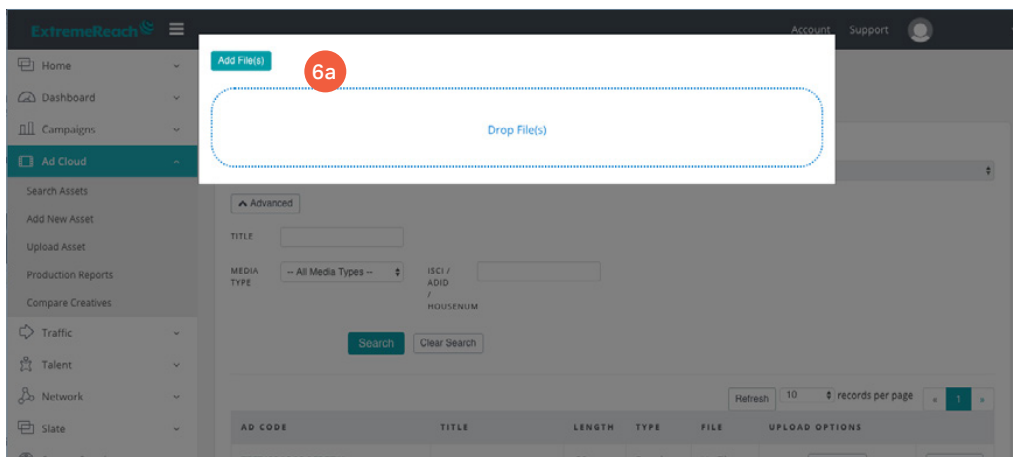 ExtremeReach
Account Support
Add File(s)
6a
Drop File(s)
Home
Dashboard
Campaigns
Ad Cloud
Search Assets
Add New Asset
Upload Asset
Production Reports
Compare Creatives
Traffic
Talent
Network
Slate
Advanced
TITLE
MEDIA TYPE
-- All Media Types --
ISCI /
ADID
/
HOUSENUM
Search Clear Search
Refresh 10 records per page « 1 »
AD CODE TITLE LENGTH TYPE FILE UPLOAD OPTIONS